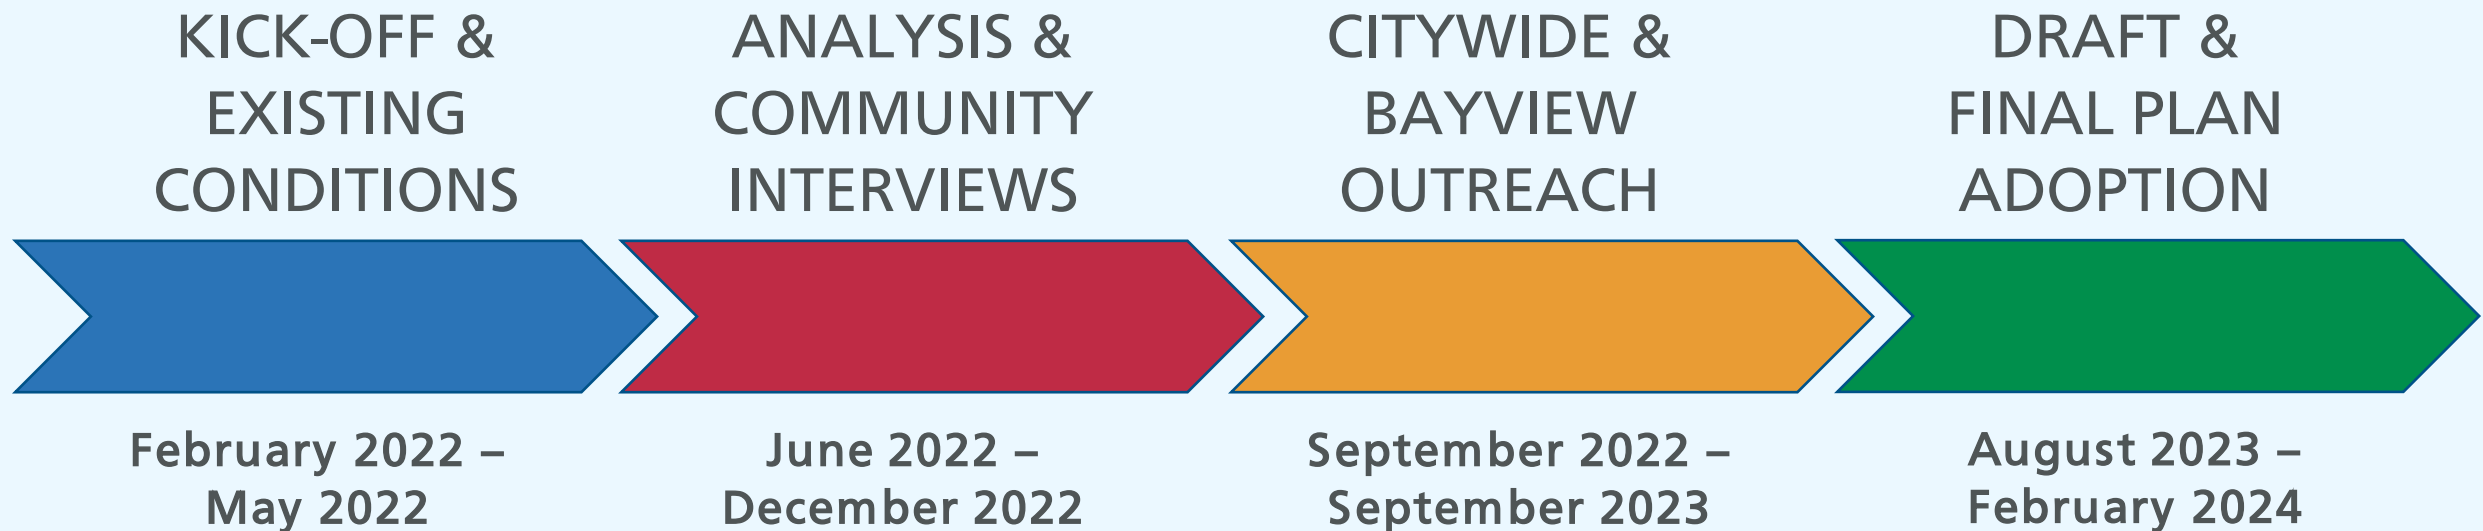 KICK-OFF &
EXISTING
CONDITIONS
ANALYSIS &
COMMUNITY
INTERVIEWS
CITYWIDE &
BAYVIEW
OUTREACH
DRAFT &
FINAL PLAN
ADOPTION
February 2022 –
May 2022
June 2022 –
December 2022
September 2022 –
September 2023
August 2023 –
February 2024